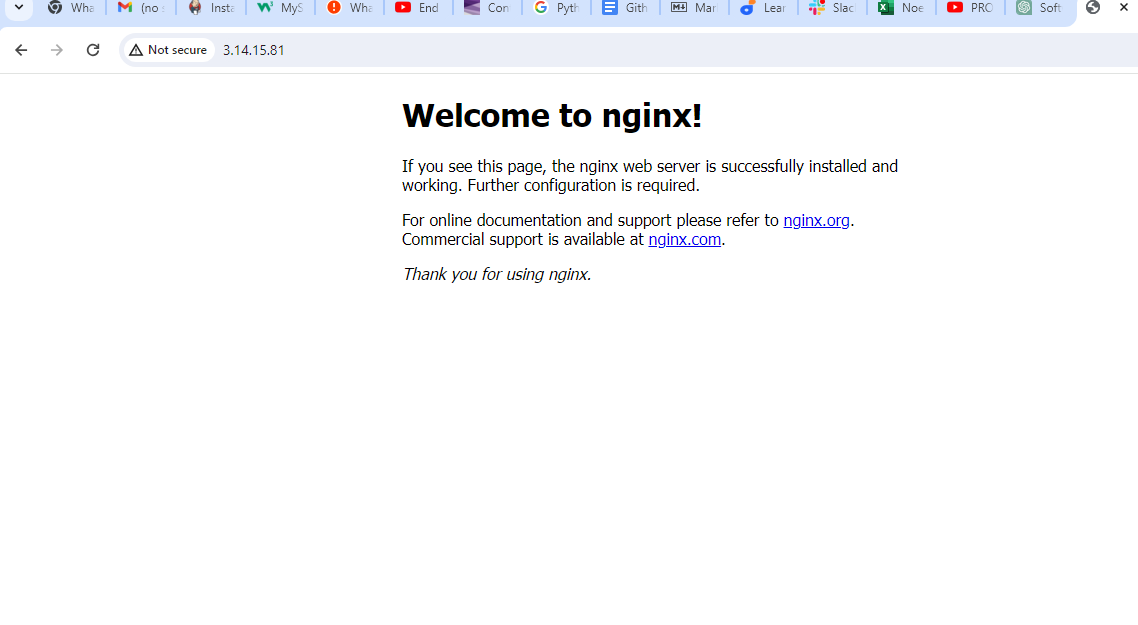 Wha (no s Insta MyS Wha End Con Pyth Gith Mar Lear Slac Noe PRO Soft
Not secure 3.14.15.81
Welcome to nginx!
If you see this page, the nginx web server is successfully installed and
working. Further configuration is required.
For online documentation and support please refer to nginx.org.
Commercial support is available at nginx.com.
Thank you for using nginx.